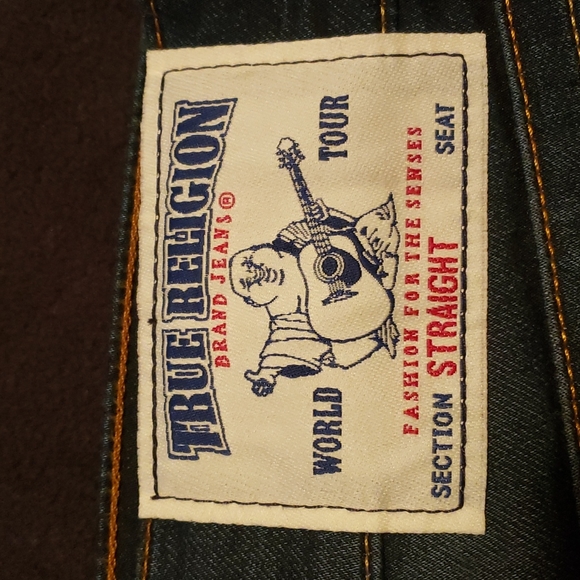 TRUE RELIGION
BRAND JEANS®
WORLD TOUR
FASHION FOR THE SENSES
SECTION STRAIGHT SEAT